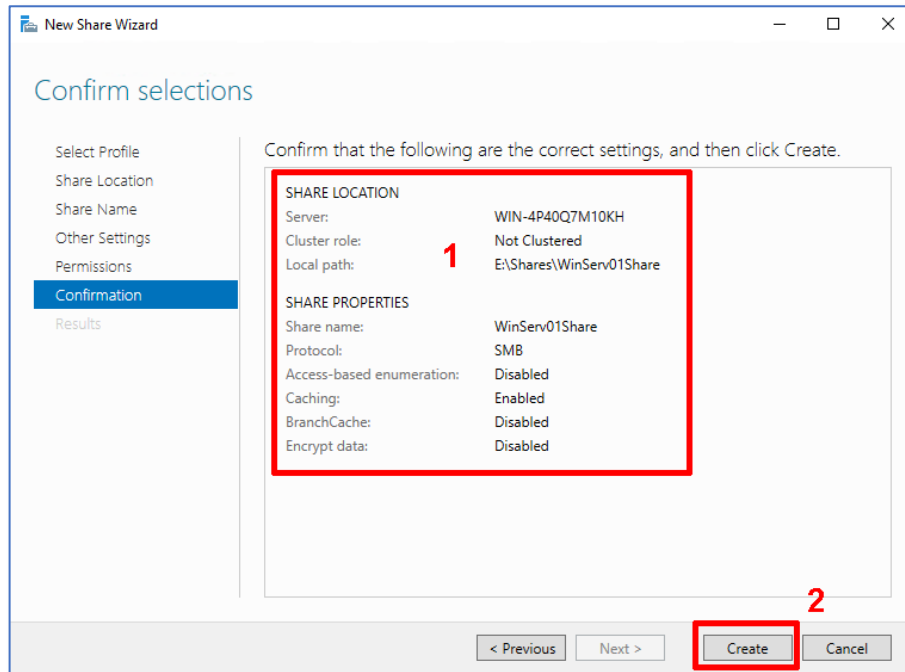 New Share Wizard
Confirm selections
Select Profile
Share Location
Share Name
Other Settings
Permissions
Confirmation
Results
Confirm that the following are the correct settings, and then click Create.
SHARE LOCATION
Server: WIN-4P40Q7M10KH
Cluster role: Not Clustered
1
Local path: E:\Shares\WinServ01Share
SHARE PROPERTIES
Share name: WinServ01Share
Protocol: SMB
Access-based enumeration: Disabled
Caching: Enabled
BranchCache: Disabled
Encrypt data: Disabled
2
< Previous Next > Create Cancel